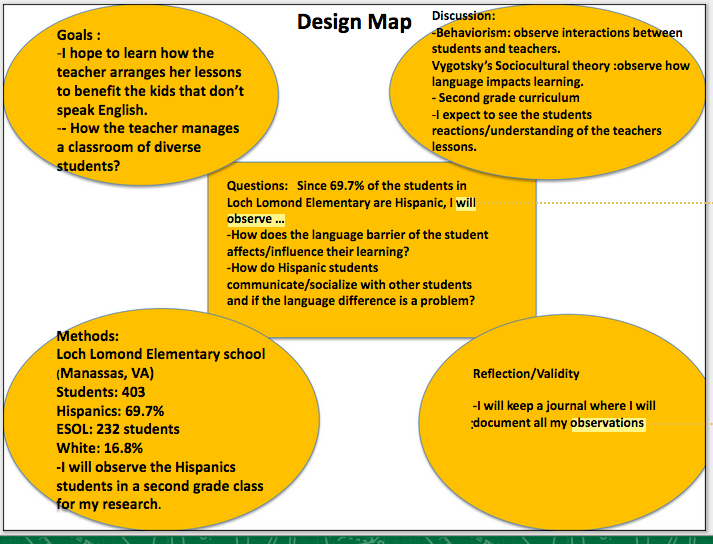 Design Map
Goals :
-I hope to learn how the
teacher arranges her lessons
to benefit the kids that don't
speak English.
-- How the teacher manages
a classroom of diverse
students?
Discussion:
-Behaviorism: observe interactions between
students and teachers.
Vygotsky's Sociocultural theory :observe how
language impacts learning.
- Second grade curriculum
-I expect to see the students
reactions/understanding of the teachers
lessons.
Questions: Since 69.7% of the students in
Loch Lomond Elementary are Hispanic, I will
observe ...
-How does the language barrier of the student
affects/influence their learning?
-How do Hispanic students
communicate/socialize with other students
and if the language difference is a problem?
Methods:
Loch Lomond Elementary school
(Manassas, VA)
Students: 403
Hispanics: 69.7%
ESOL: 232 students
White: 16.8%
-I will observe the Hispanics
students in a second grade class
for my research.
Reflection/Validity
-I will keep a journal where I will
document all my observations